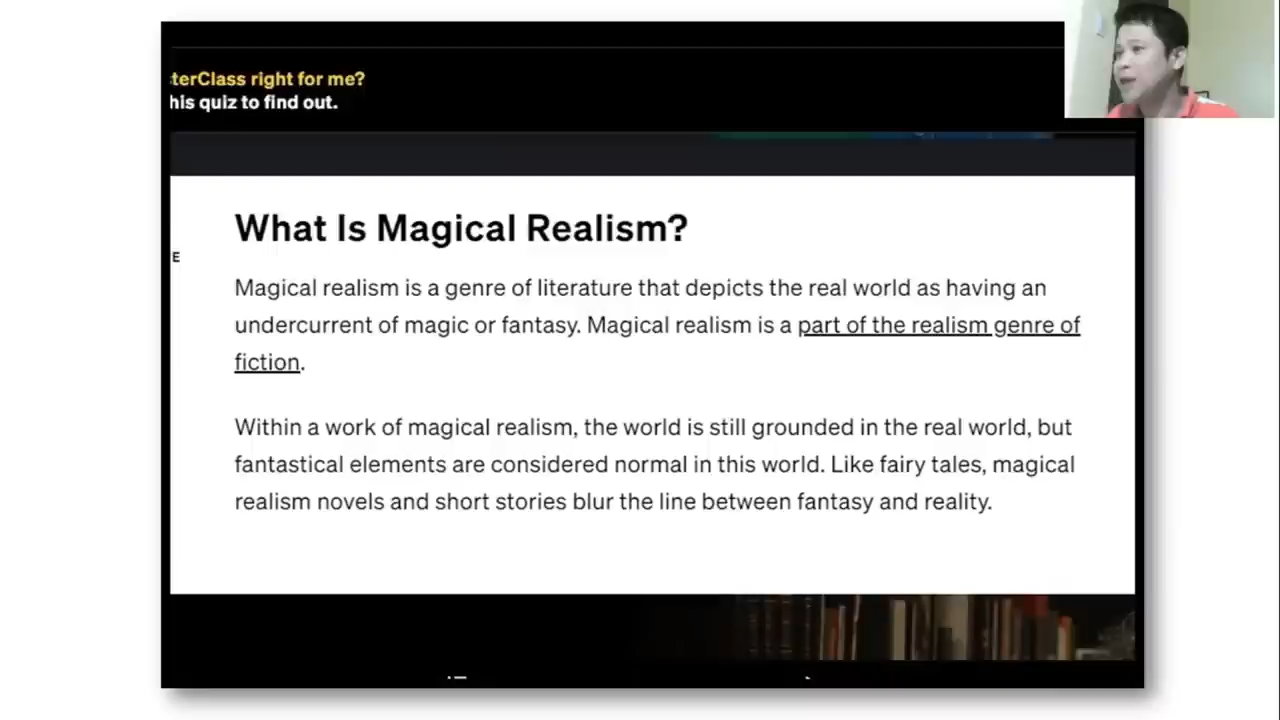 terClass right for me?
his quiz to find out.
What Is Magical Realism?
E
Magical realism is a genre of literature that depicts the real world as having an
undercurrent of magic or fantasy. Magical realism is a part of the realism genre of
fiction.
Within a work of magical realism, the world is still grounded in the real world, but
fantastical elements are considered normal in this world. Like fairy tales, magical
realism novels and short stories blur the line between fantasy and reality.